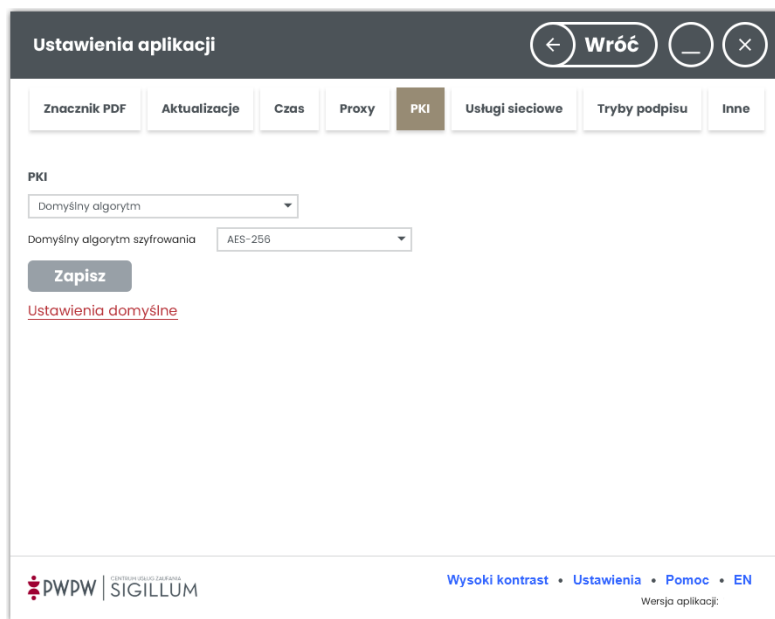 Ustawienia aplikacji
Wróć
Znacznik PDF Aktualizacje Czas Proxy PKI Usługi sieciowe Tryby podpisu Inne
PKI
Domyślny algorytm
Domyślny algorytm szyfrowania AES-256
Zapisz
Ustawienia domyślne
PWPW | CENTRUM USŁUG ZAUFANIA
SIGILLUM
Wysoki kontrast • Ustawienia • Pomoc • EN
Wersja aplikacji: